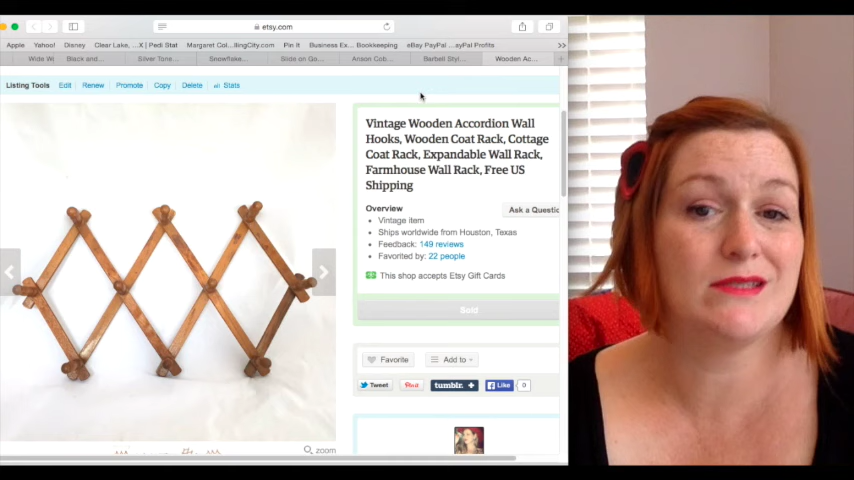 etsy.com
Apple Yahoo! Disney Clear Lake, ...X | Pedi Stat Margaret Col...llingCity.com Pin It Business Ex... Bookkeeping eBay PayPal ...ayPal Profits >>
Wide W Black and... Silver Tone... Snowflake... Slide on Go... Anson Cob... Barbell Styl... Wooden Ac... +
Listing Tools Edit Renew Promote Copy Delete Stats
Vintage Wooden Accordion Wall
Hooks, Wooden Coat Rack, Cottage
Coat Rack, Expandable Wall Rack,
Farmhouse Wall Rack, Free US
Shipping
Overview
Ask a Questio
Vintage item
Ships worldwide from Houston, Texas
Feedback: 149 reviews
Favorited by: 22 people
This shop accepts Etsy Gift Cards
Sold
Favorite Add to
Tweet Pin it tumblr. + Like 0
zoom